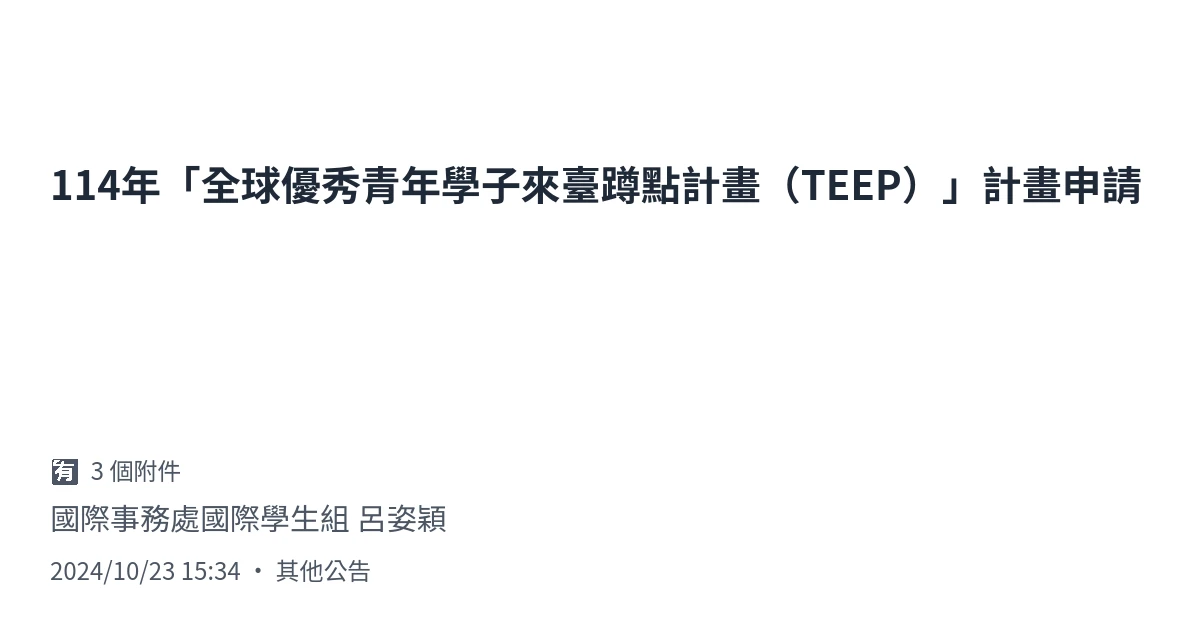 114年「全球優秀青年學子來臺蹲點計畫（TEEP）」計畫申請
🈶 3 個附件
國際事務處國際學生組 呂姿穎
2024/10/23 15:34 ・ 其他公告